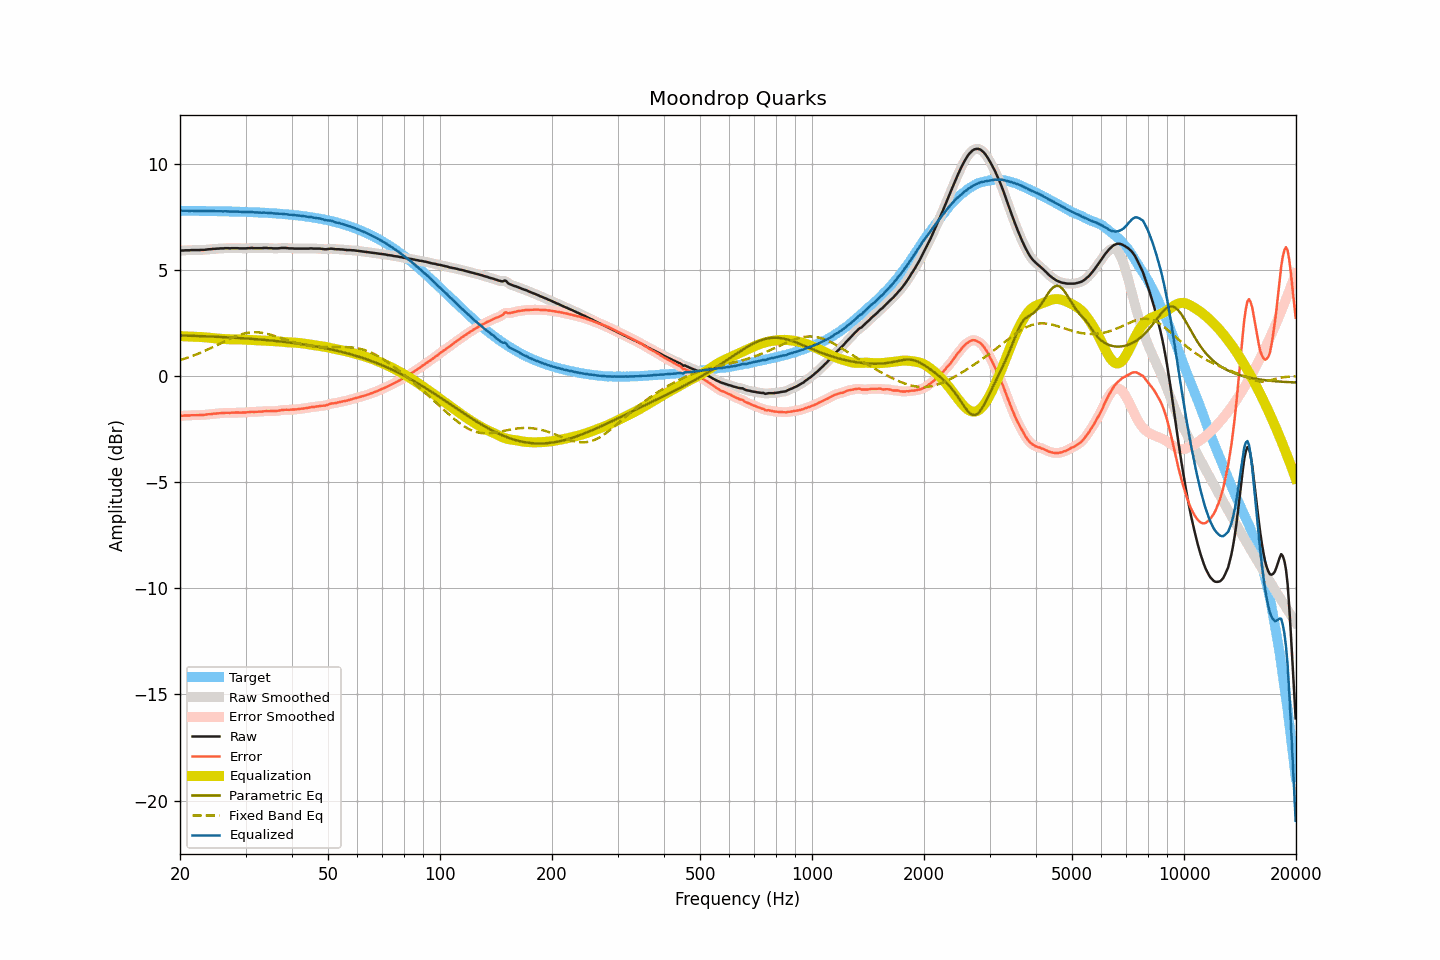 Moondrop Quarks
Amplitude (dBr)
10
5
0
−5
−10
−15
−20
Target
Raw Smoothed
Error Smoothed
Raw
Error
Equalization
Parametric Eq
Fixed Band Eq
Equalized
20 50 100 200 500 1000 2000 5000 10000 20000
Frequency (Hz)